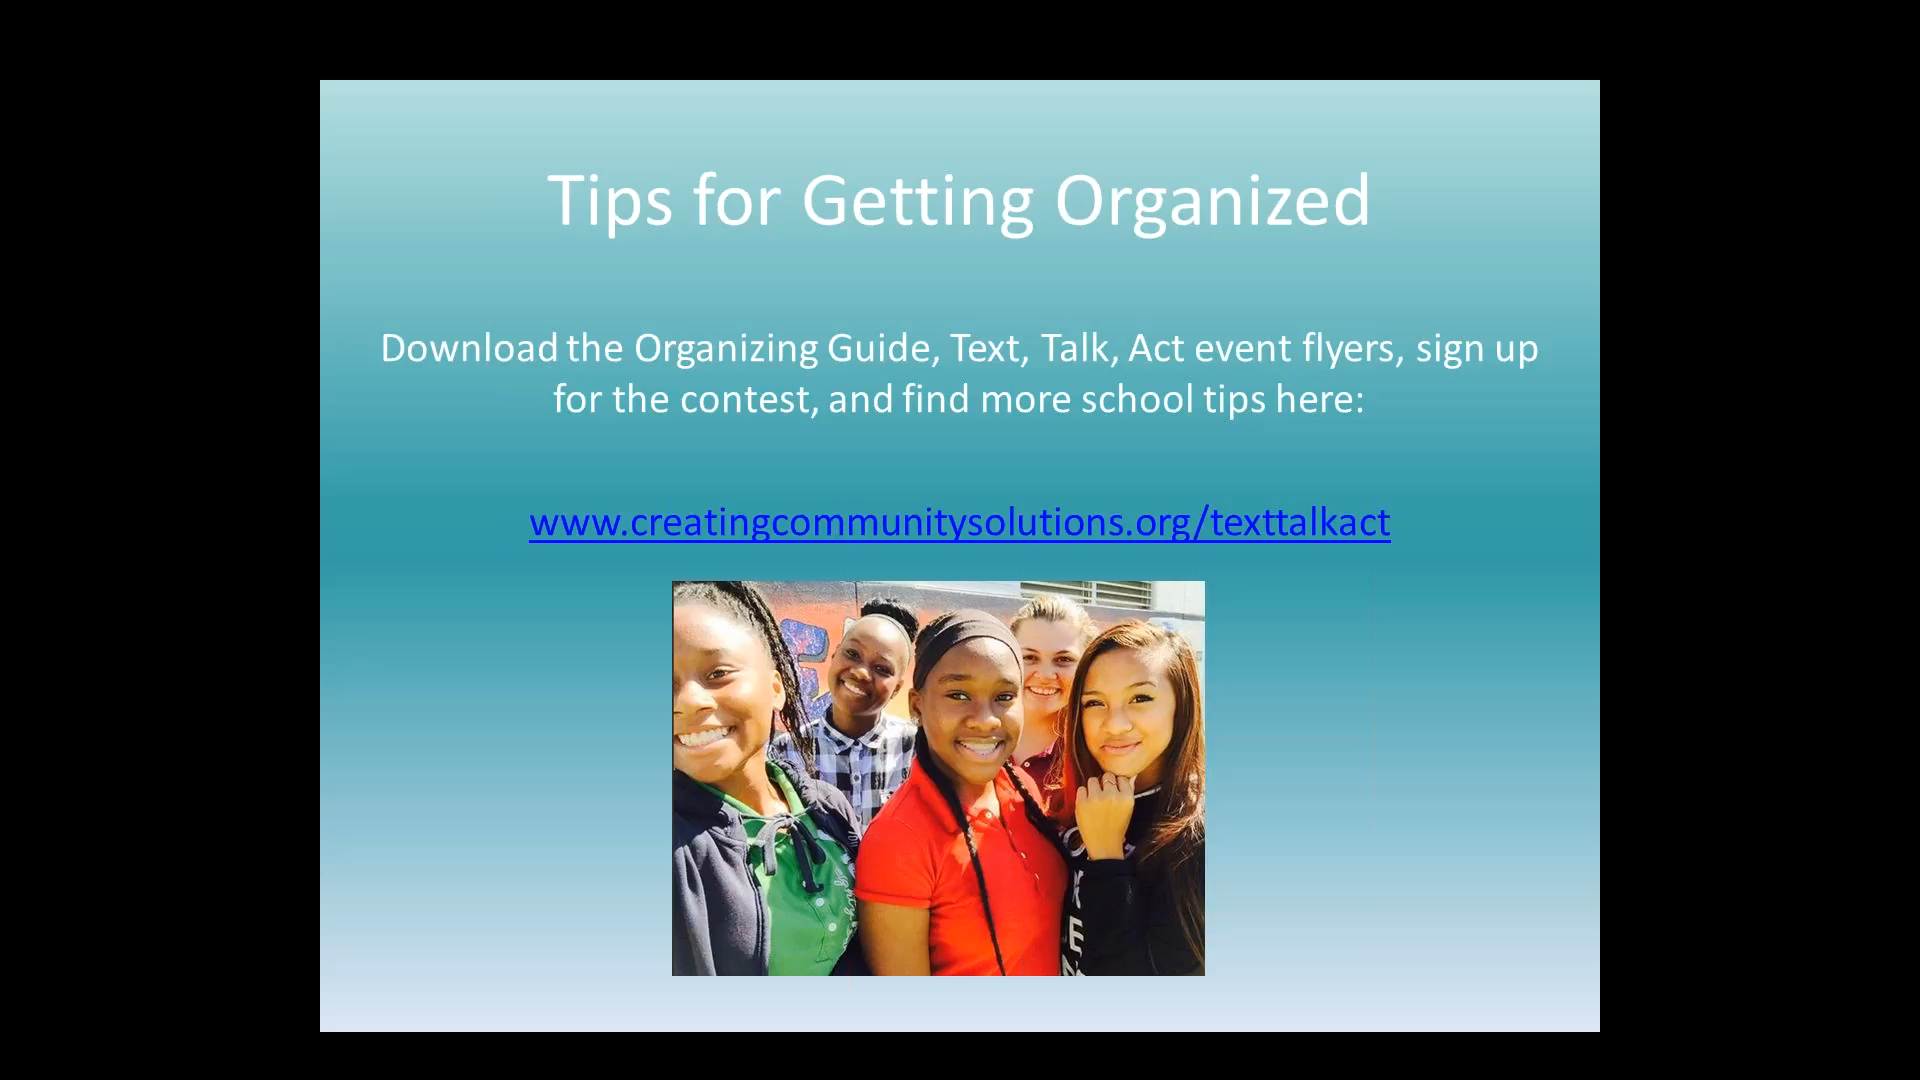 Tips for Getting Organized
Download the Organizing Guide, Text, Talk, Act event flyers, sign up
for the contest, and find more school tips here:
www.creatingcommunitysolutions.org/texttalkact